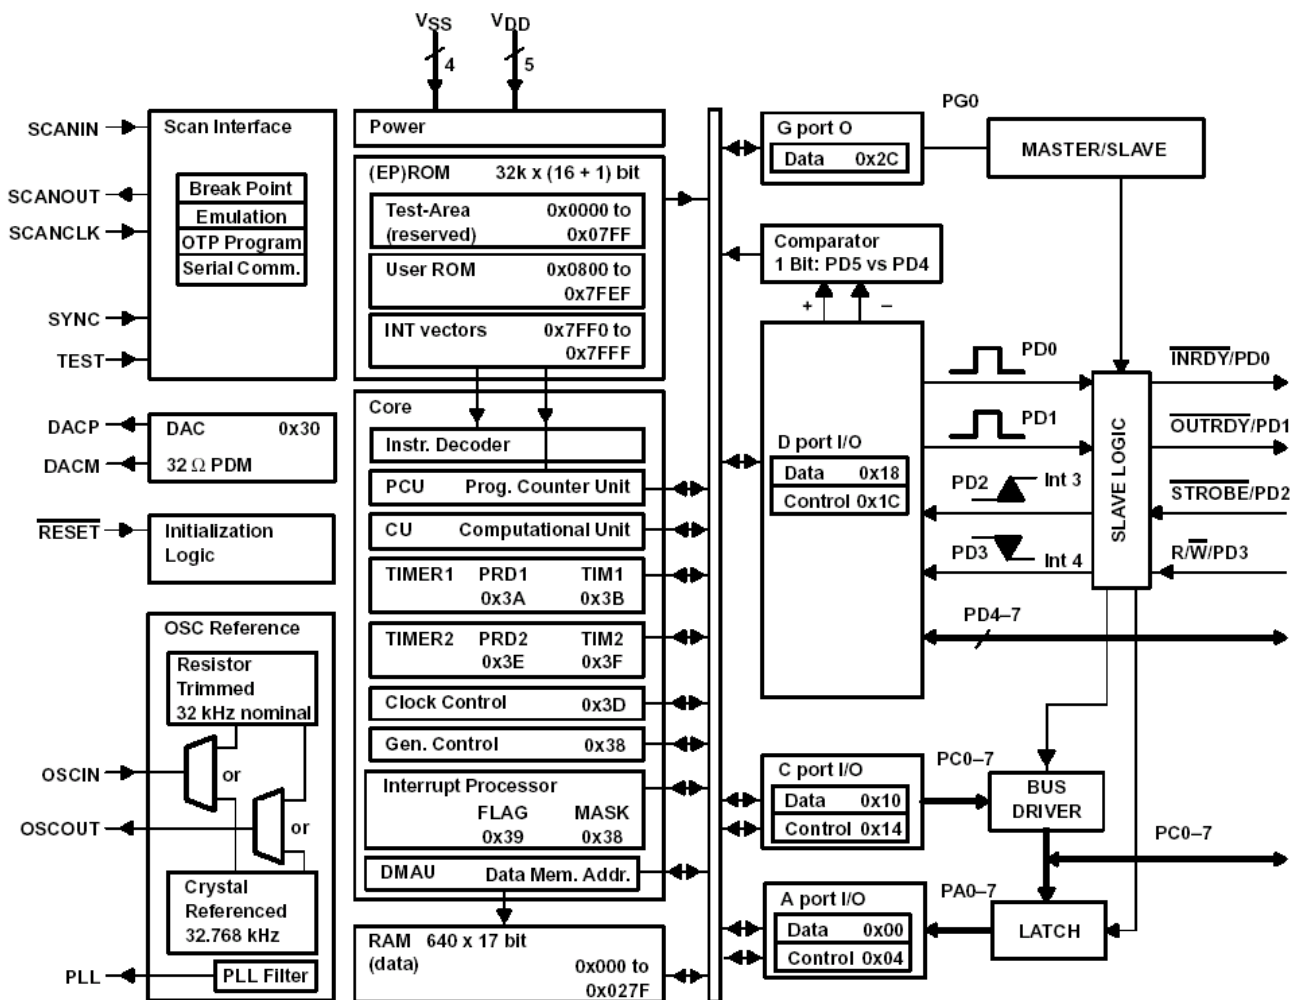 VSS VDD
4 5
SCANIN
SCANOUT
SCANCLK
SYNC
TEST
Scan Interface
Break Point
Emulation
OTP Program
Serial Comm.
DACP
DACM
DAC 0x30
32 Ω PDM
RESET
Initialization
Logic
OSC Reference
Resistor
Trimmed
32 kHz nominal
or
or
OSCIN
OSCOUT
Crystal
Referenced
32.768 kHz
PLL
PLL Filter
Power
(EP)ROM 32k x (16 + 1) bit
Test-Area 0x0000 to
(reserved) 0x07FF
User ROM 0x0800 to
0x7FEF
INT vectors 0x7FF0 to
0x7FFF
Core
Instr. Decoder
PCU Prog. Counter Unit
CU Computational Unit
TIMER1 PRD1 TIM1
0x3A 0x3B
TIMER2 PRD2 TIM2
0x3E 0x3F
Clock Control 0x3D
Gen. Control 0x38
Interrupt Processor
FLAG MASK
0x39 0x38
DMAU Data Mem. Addr.
RAM 640 x 17 bit
(data) 0x000 to
0x027F
G port O
Data 0x2C
PG0
MASTER/SLAVE
Comparator
1 Bit: PD5 vs PD4
+ –
D port I/O
Data 0x18
Control 0x1C
PD0
PD1
PD2 Int 3
PD3 Int 4
PD4–7
SLAVE LOGIC
INRDY/PD0
OUTRDY/PD1
STROBE/PD2
R/W/PD3
C port I/O
Data 0x10
Control 0x14
PC0–7
BUS
DRIVER
PC0–7
A port I/O
Data 0x00
Control 0x04
PA0–7
LATCH